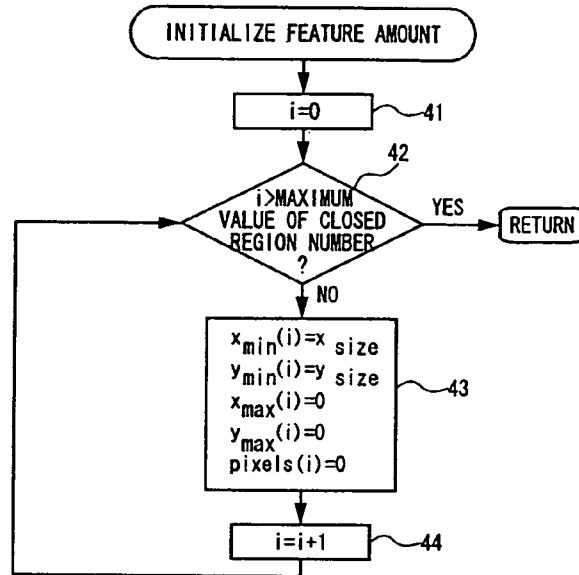 INITIALIZE FEATURE AMOUNT
i=0
41
42
i>MAXIMUM
VALUE OF CLOSED
REGION NUMBER
?
YES
RETURN
NO
xmin(i)=x size
ymin(i)=y size
xmax(i)=0
ymax(i)=0
pixels(i)=0
43
i=i+1
44